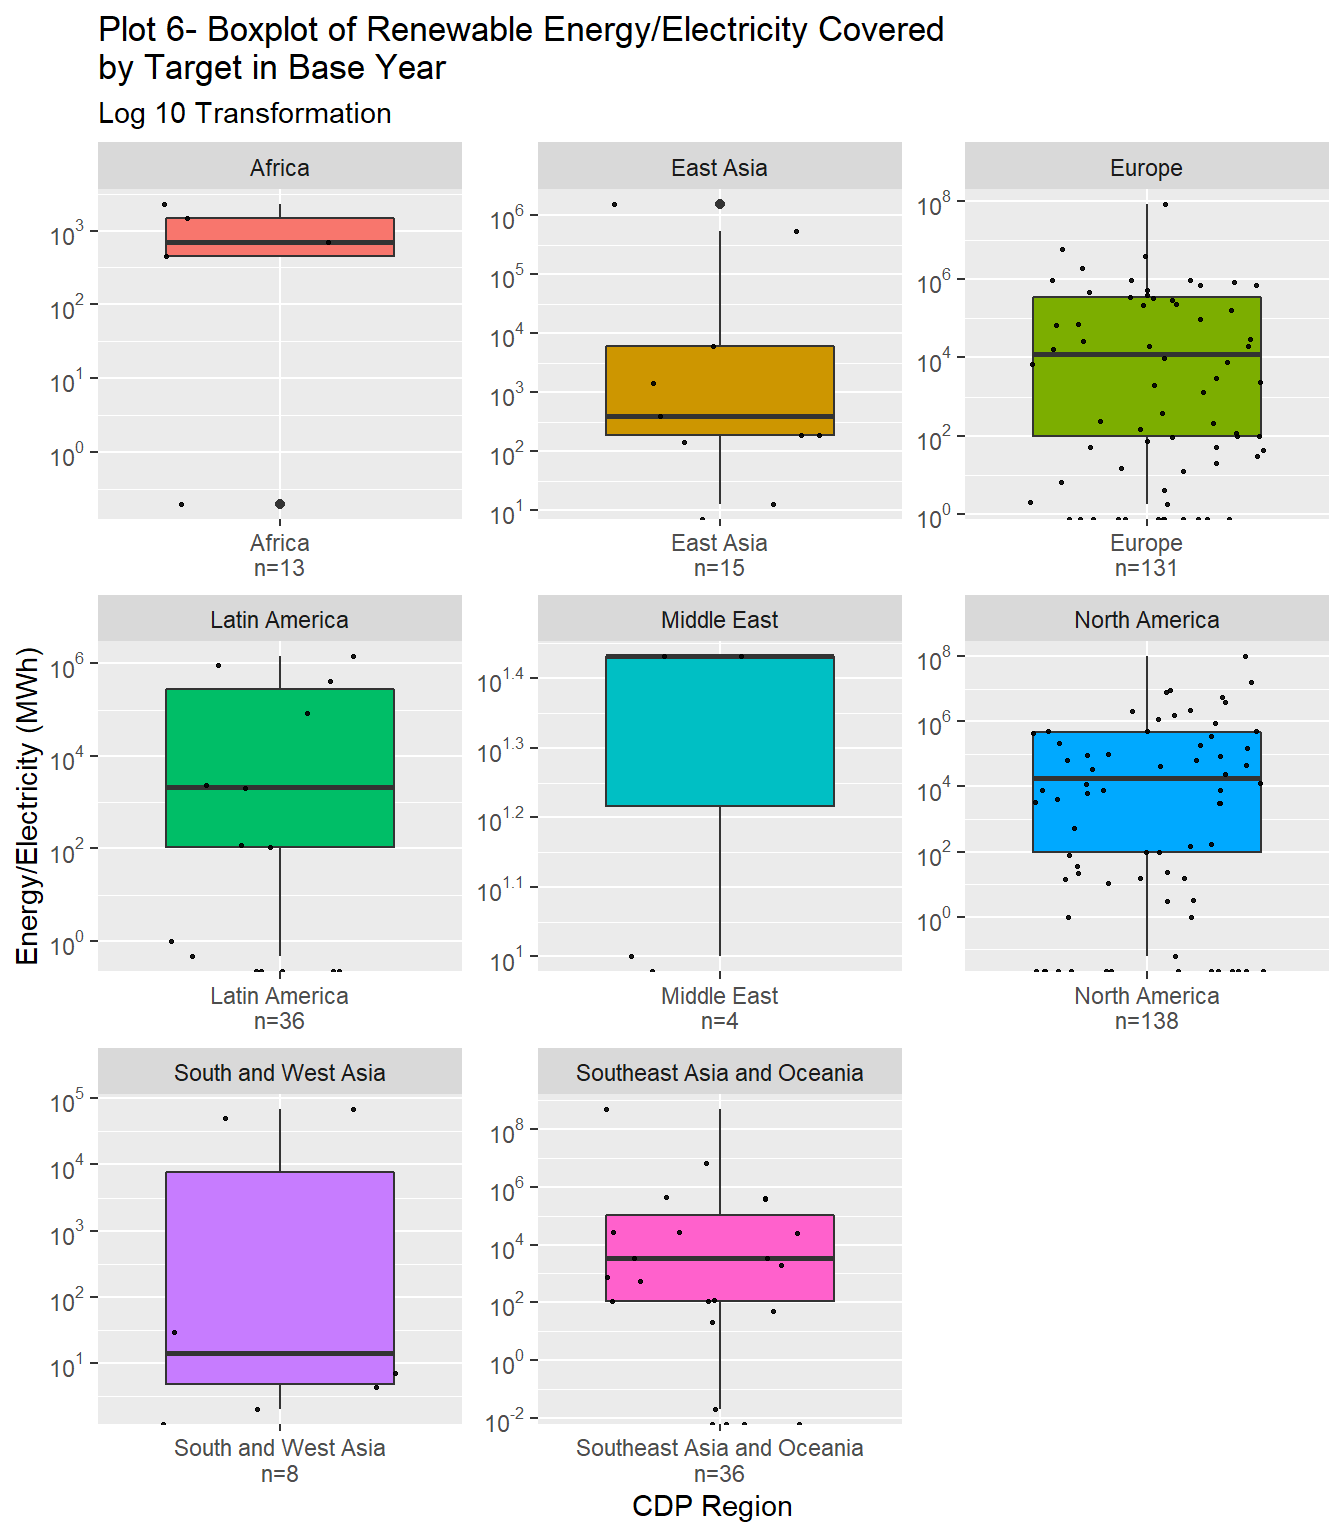 Plot 6- Boxplot of Renewable Energy/Electricity Covered
by Target in Base Year
Log 10 Transformation
Africa
East Asia
Europe
10^3
10^2
10^1
10^0
10^6
10^5
10^4
10^3
10^2
10^1
10^8
10^6
10^4
10^2
10^0
Africa
n=13
East Asia
n=15
Europe
n=131
Energy/Electricity (MWh)
Latin America
Middle East
North America
10^6
10^4
10^2
10^0
10^1.4
10^1.3
10^1.2
10^1.1
10^1
10^8
10^6
10^4
10^2
10^0
Latin America
n=36
Middle East
n=4
North America
n=138
South and West Asia
Southeast Asia and Oceania
10^5
10^4
10^3
10^2
10^1
10^8
10^6
10^4
10^2
10^0
10^-2
South and West Asia
n=8
Southeast Asia and Oceania
n=36
CDP Region